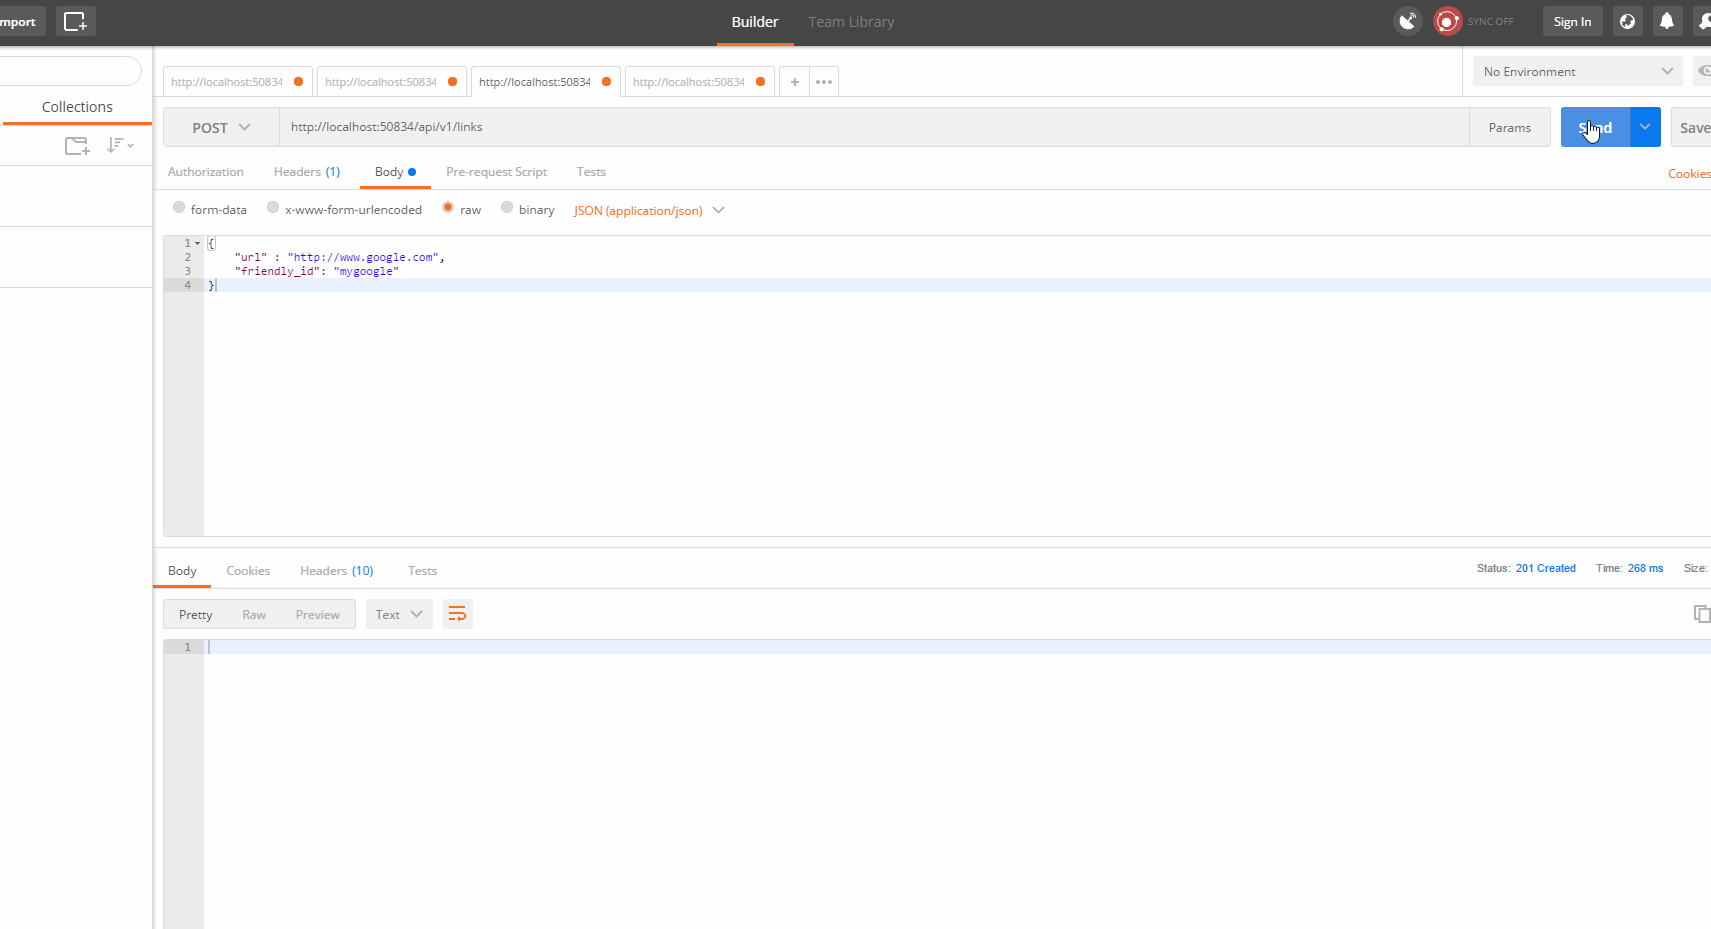 mport
Builder
Team Library
SYNC OFF
Sign In
http://localhost:50834
http://localhost:50834
http://localhost:50834
http://localhost:50834
No Environment
Collections
POST
http://localhost:50834/api/v1/links
Params
Send
Save
Authorization
Headers (1)
Body
Pre-request Script
Tests
Cookies
form-data
x-www-form-urlencoded
raw
binary
JSON (application/json)
1 {
2 "url" : "http://www.google.com",
3 "friendly_id": "mygoogle"
4 }
Body
Cookies
Headers (10)
Tests
Status: 201 Created
Time: 268 ms
Size:
Pretty
Raw
Preview
Text
1